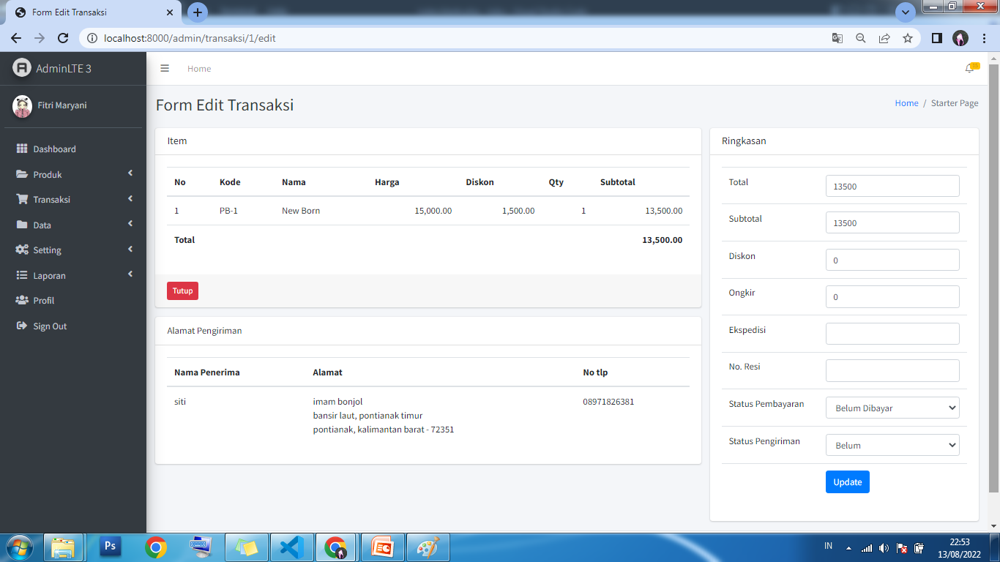 Form Edit Transaksi
localhost:8000/admin/transaksi/1/edit
AdminLTE 3
Home
15
Fitri Maryani
Form Edit Transaksi
Home / Starter Page
Dashboard
Produk
Transaksi
Data
Setting
Laporan
Profil
Sign Out
Item
No Kode Nama Harga Diskon Qty Subtotal
1 PB-1 New Born 15,000.00 1,500.00 1 13,500.00
Total 13,500.00
Tutup
Alamat Pengiriman
Nama Penerima Alamat No tlp
siti imam bonjol 08971826381
bansir laut, pontianak timur
pontianak, kalimantan barat - 72351
Ringkasan
Total 13500
Subtotal 13500
Diskon 0
Ongkir 0
Ekspedisi
No. Resi
Status Pembayaran Belum Dibayar
Status Pengiriman Belum
Update
Ps
IN
22:53
13/08/2022